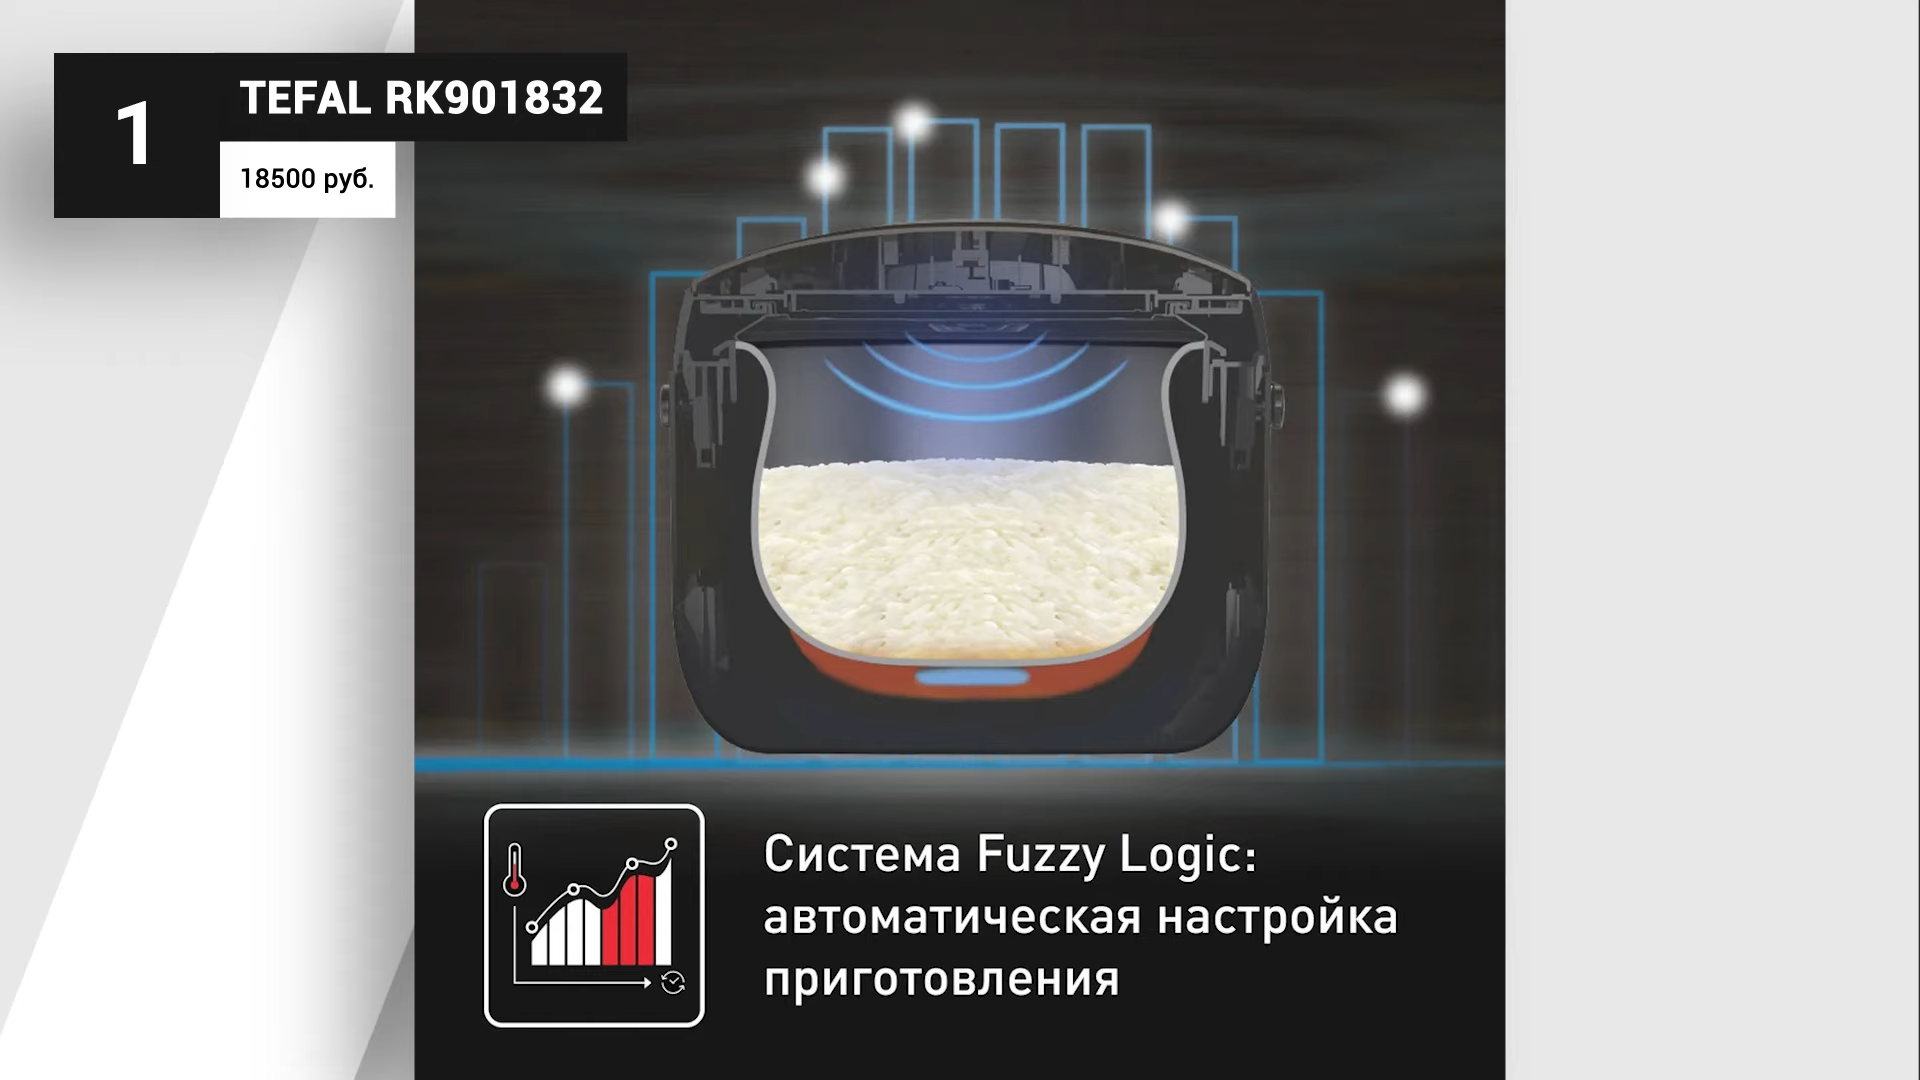 1
TEFAL RK901832
18500 руб.
Система Fuzzy Logic:
автоматическая настройка
приготовления